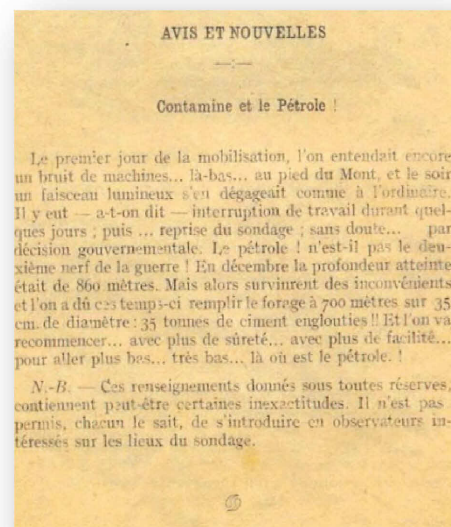 AVIS ET NOUVELLES
Contamine et le Pétrole !
Le premier jour de la mobilisation, l'on entendait encore
un bruit de machines... là-bas... au pied du Mont, et le soir
un faisceau lumineux s'en dégageait comme à l'ordinaire.
Il y eut — a-t-on dit — interruption de travail durant quel-
ques jours ; puis ... reprise du sondage ; sans doute... par
décision gouvernementale. Le pétrole ! n'est-il pas le deu-
xième nerf de la guerre ! En décembre la profondeur atteinte
était de 860 mètres. Mais alors survinrent des inconvénients
et l'on a dû ces temps-ci remplir le forage à 700 mètres sur 35
cm. de diamètre : 35 tonnes de ciment englouties !! Et l'on va
recommencer... avec plus de sûreté... avec plus de facilité...
pour aller plus bas... très bas... là où est le pétrole. !
N.-B. — Ces renseignements donnés sous toutes réserves,
contiennent peut-être certaines inexactitudes. Il n'est pas
permis, chacun le sait, de s'introduire en observateurs in-
téressés sur les lieux du sondage.